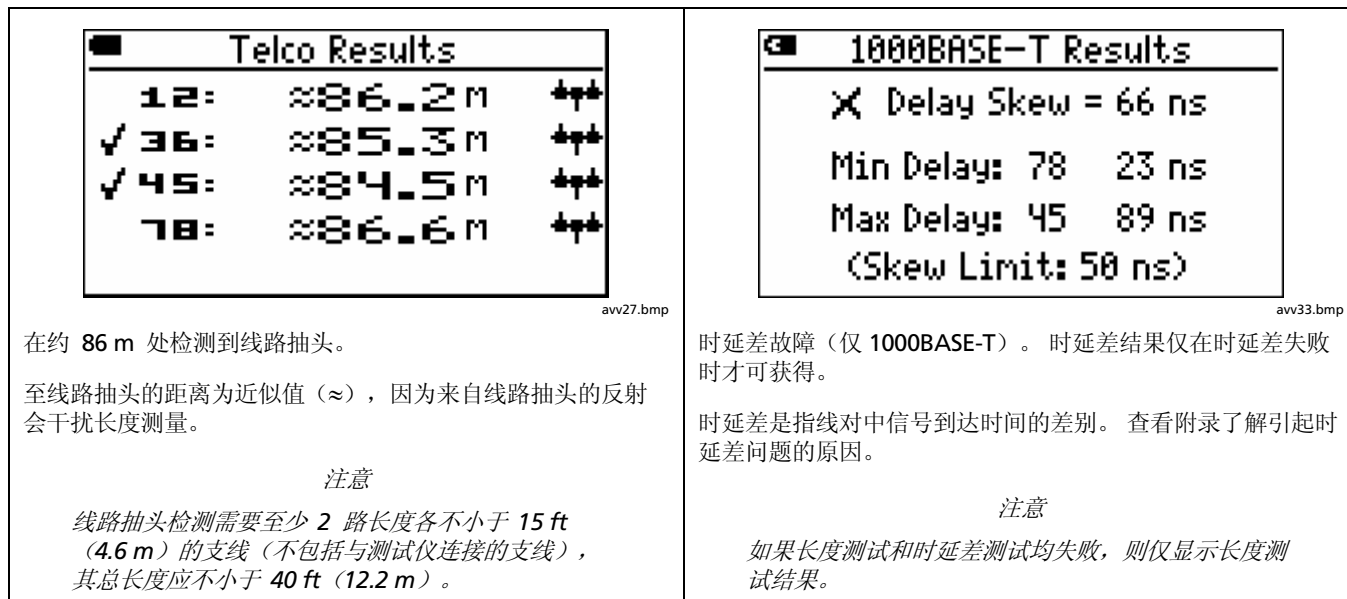 Telco Results
12: ≈86.2 m
✓ 36: ≈85.3 m
✓ 45: ≈84.5 m
78: ≈86.6 m
avv27.bmp
在约 86 m 处检测到线路抽头。
至线路抽头的距离为近似值（≈），因为来自线路抽头的反射
会干扰长度测量。
注意
线路抽头检测需要至少 2 路长度各不小于 15 ft
（4.6 m）的支线（不包括与测试仪连接的支线），
其总长度应不小于 40 ft（12.2 m）。
1000BASE-T Results
✗ Delay Skew = 66 ns
Min Delay: 78 23 ns
Max Delay: 45 89 ns
(Skew Limit: 50 ns)
avv33.bmp
时延差故障（仅 1000BASE-T）。 时延差结果仅在时延差失败
时才可获得。
时延差是指线对中信号到达时间的差别。 查看附录了解引起时
延差问题的原因。
注意
如果长度测试和时延差测试均失败，则仅显示长度测
试结果。